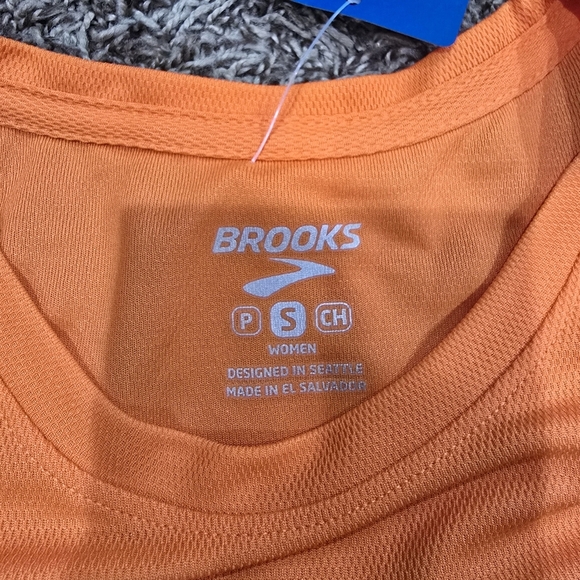 BROOKS
P S CH
WOMEN
DESIGNED IN SEATTLE
MADE IN EL SALVADOR